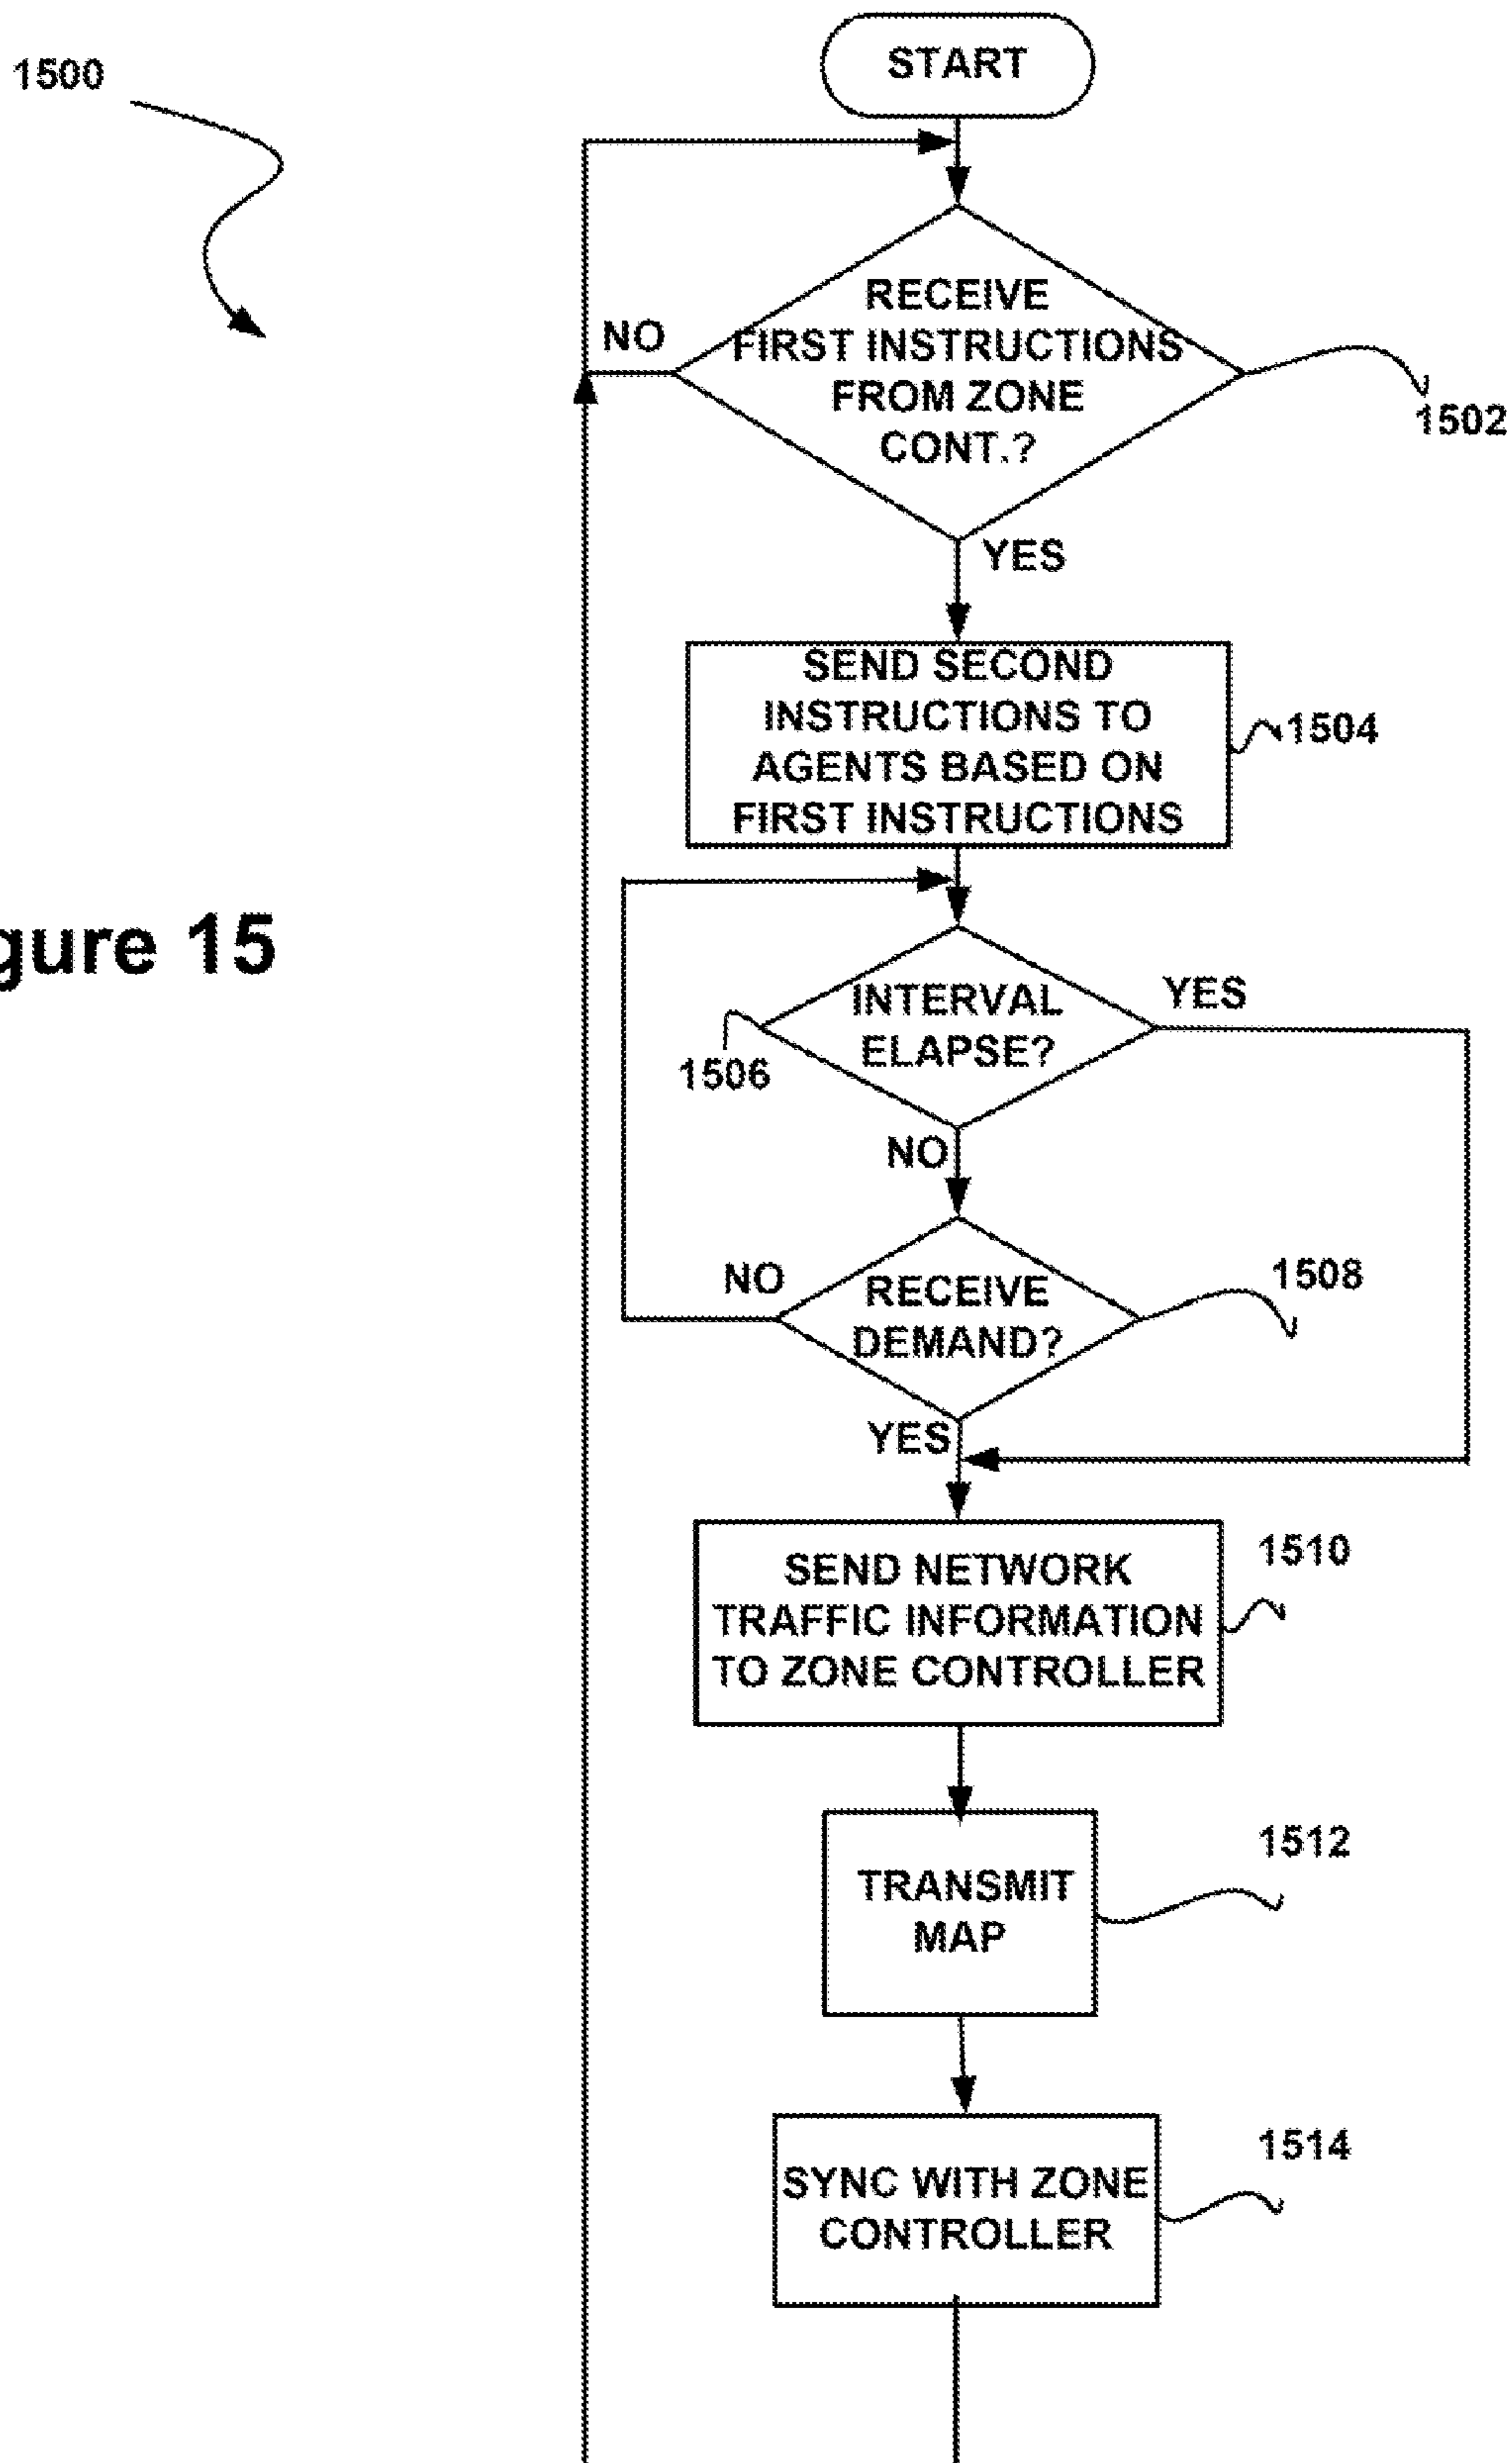 1500
START
RECEIVE
FIRST INSTRUCTIONS
FROM ZONE
CONT.?
NO
1502
YES
SEND SECOND
INSTRUCTIONS TO
AGENTS BASED ON
FIRST INSTRUCTIONS
1504
gure 15
INTERVAL
ELAPSE?
YES
1506
NO
RECEIVE
DEMAND?
NO
1508
YES
SEND NETWORK
TRAFFIC INFORMATION
TO ZONE CONTROLLER
1510
TRANSMIT
MAP
1512
SYNC WITH ZONE
CONTROLLER
1514